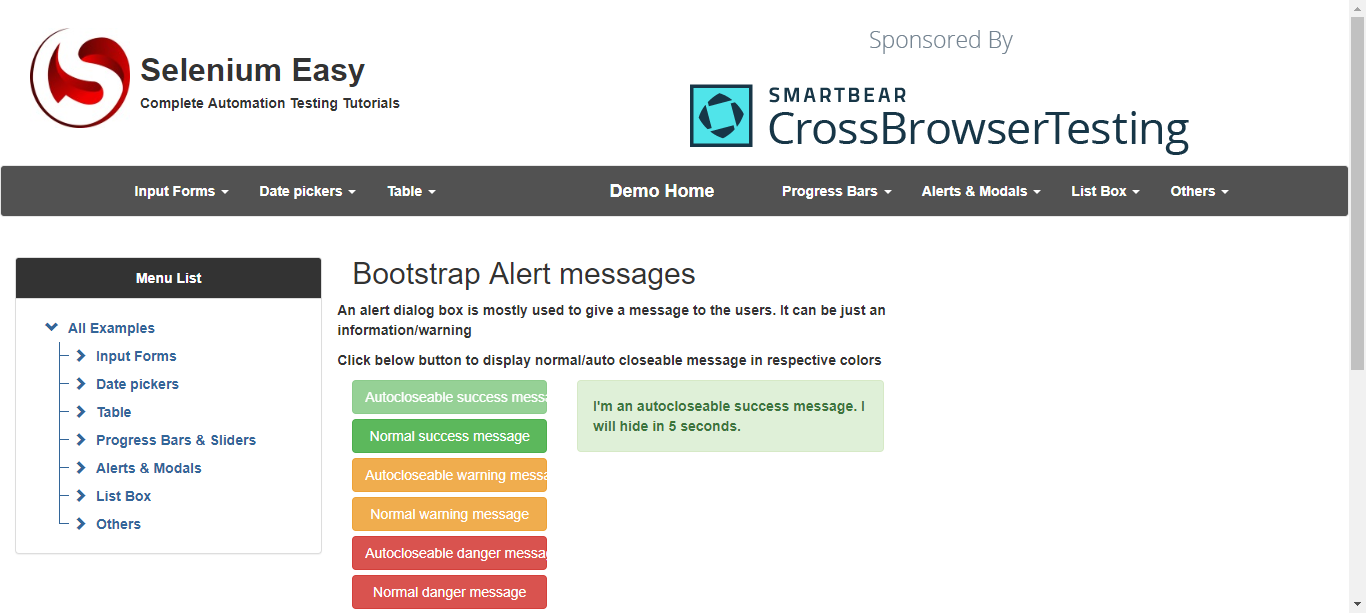 Selenium Easy
Complete Automation Testing Tutorials
Sponsored By
SMARTBEAR
CrossBrowserTesting
Input Forms
Date pickers
Table
Demo Home
Progress Bars
Alerts & Modals
List Box
Others
Menu List
All Examples
Input Forms
Date pickers
Table
Progress Bars & Sliders
Alerts & Modals
List Box
Others
Bootstrap Alert messages
An alert dialog box is mostly used to give a message to the users. It can be just an
information/warning
Click below button to display normal/auto closeable message in respective colors
Autocloseable success messa
Normal success message
Autocloseable warning messa
Normal warning message
Autocloseable danger messa
Normal danger message
I'm an autocloseable success message. I
will hide in 5 seconds.